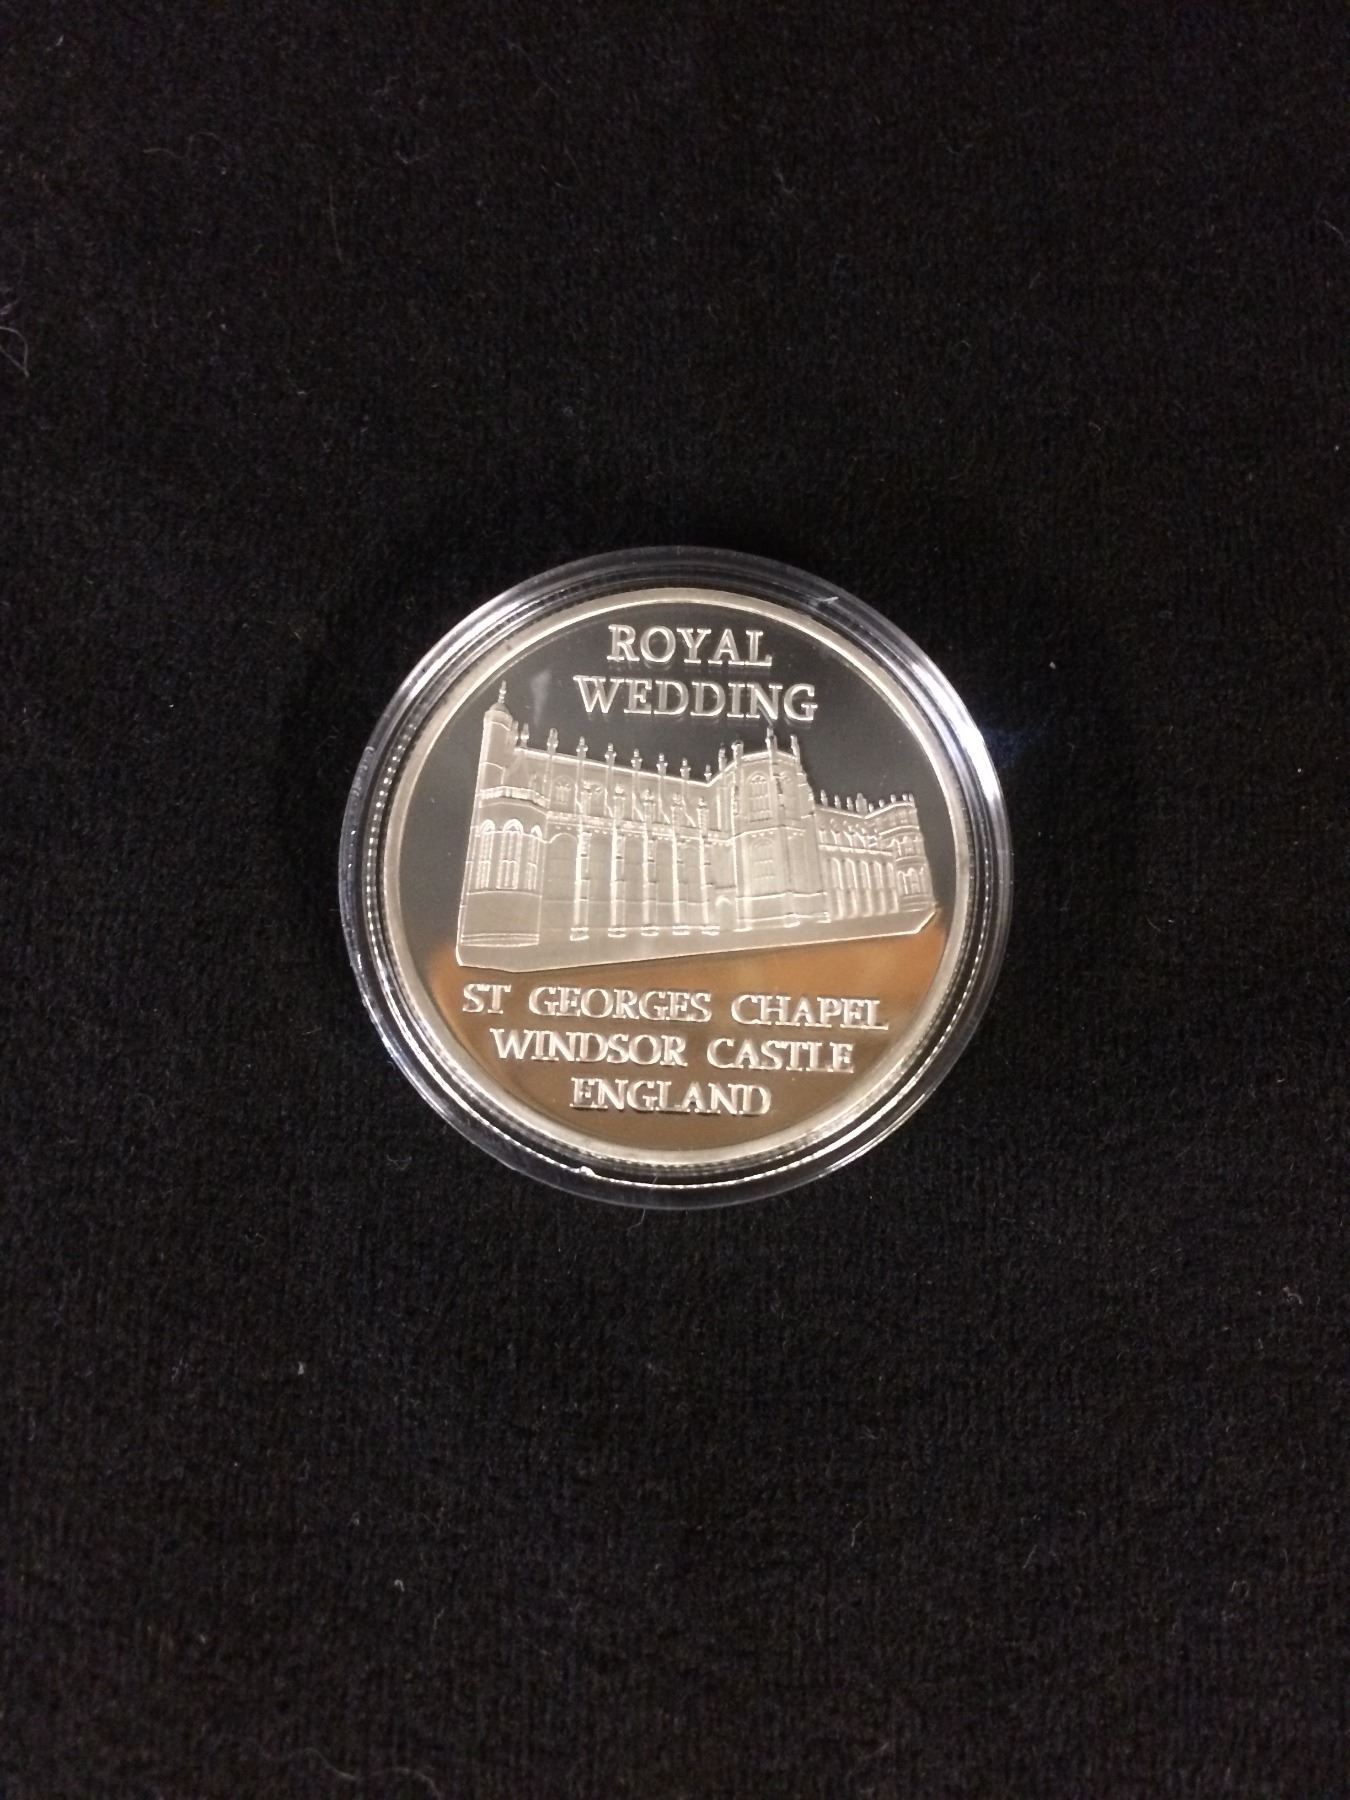 ROYAL
WEDDING
ST GEORGES CHAPEL
WINDSOR CASTLE
ENGLAND